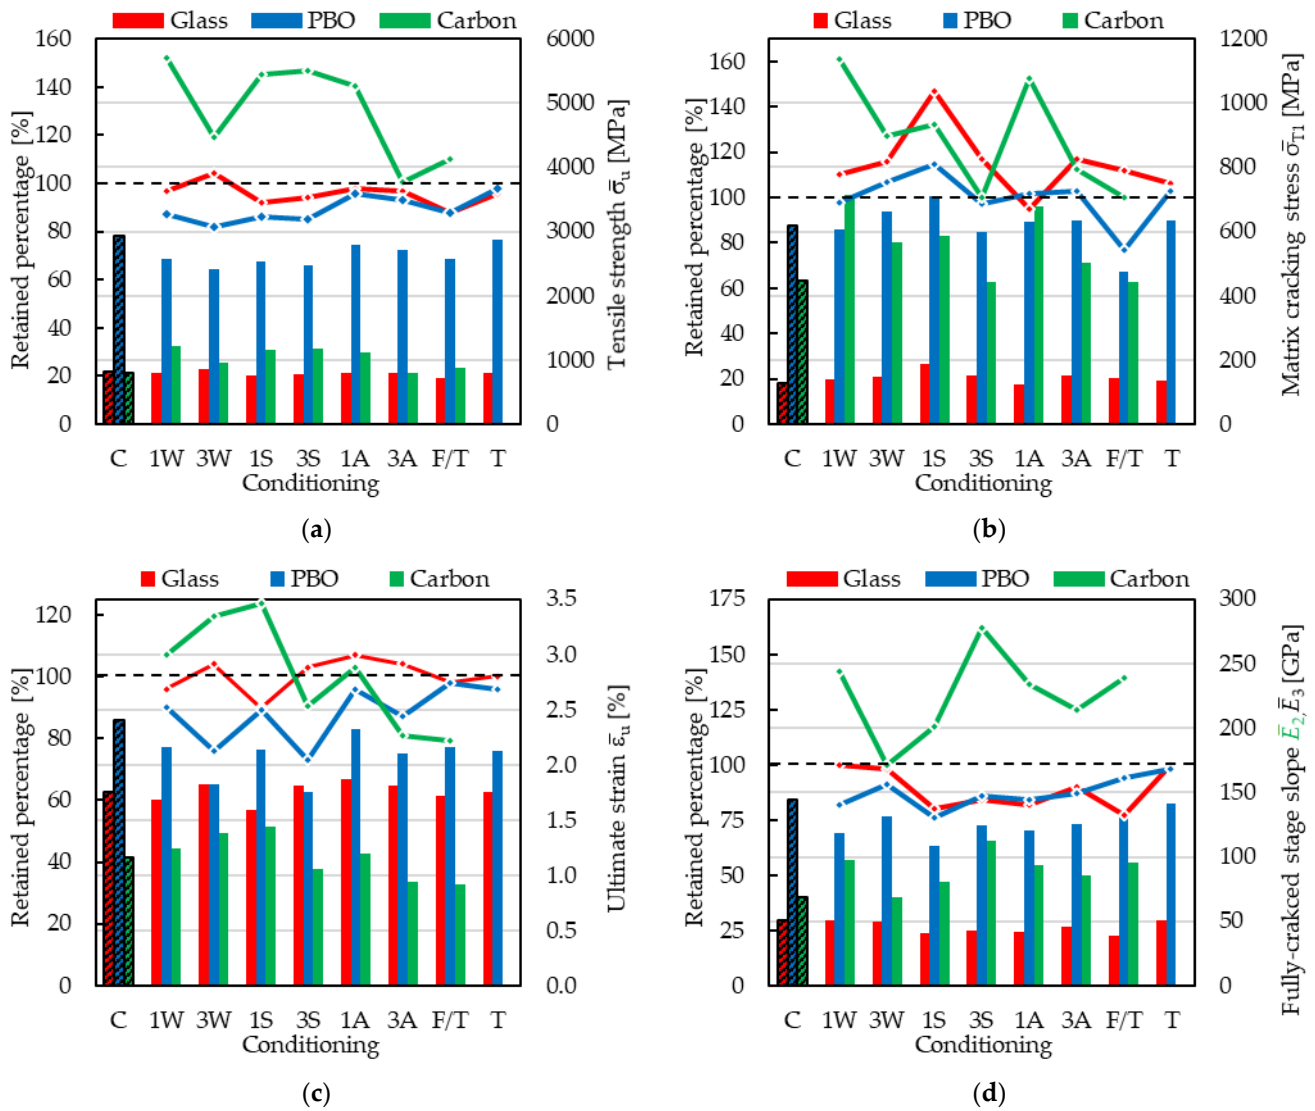 Glass PBO Carbon
160 140 120 100 80 60 40 20 0
Retained percentage [%]
6000 5000 4000 3000 2000 1000 0
Tensile strength σ̅u [MPa]
C 1W 3W 1S 3S 1A 3A F/T T
Conditioning
(a)
Glass PBO Carbon
160 140 120 100 80 60 40 20 0
Retained percentage [%]
1200 1000 800 600 400 200 0
Matrix cracking stress σ̅T1 [MPa]
C 1W 3W 1S 3S 1A 3A F/T T
Conditioning
(b)
Glass PBO Carbon
120 100 80 60 40 20 0
Retained percentage [%]
3.5 3.0 2.5 2.0 1.5 1.0 0.5 0.0
Ultimate strain ε̅u [%]
C 1W 3W 1S 3S 1A 3A F/T T
Conditioning
(c)
Glass PBO Carbon
175 150 125 100 75 50 25 0
Retained percentage [%]
300 250 200 150 100 50 0
Fully-crakced stage slope E̅2, E̅3 [GPa]
C 1W 3W 1S 3S 1A 3A F/T T
Conditioning
(d)